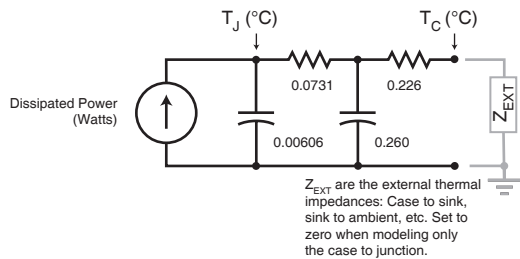 T_J (°C)
T_C (°C)
0.0731
0.226
Dissipated Power
(Watts)
Z_EXT
0.00606
0.260
Z_EXT are the external thermal
impedances: Case to sink,
sink to ambient, etc. Set to
zero when modeling only
the case to junction.